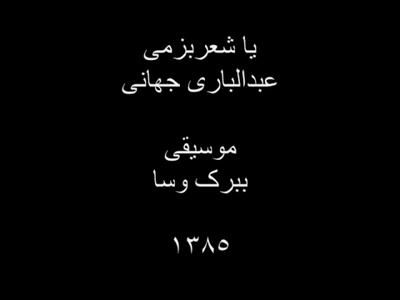 یا شعربزمی
عبدالباری جهانی
موسیقی
ببرک وسا
۱۳۸۵